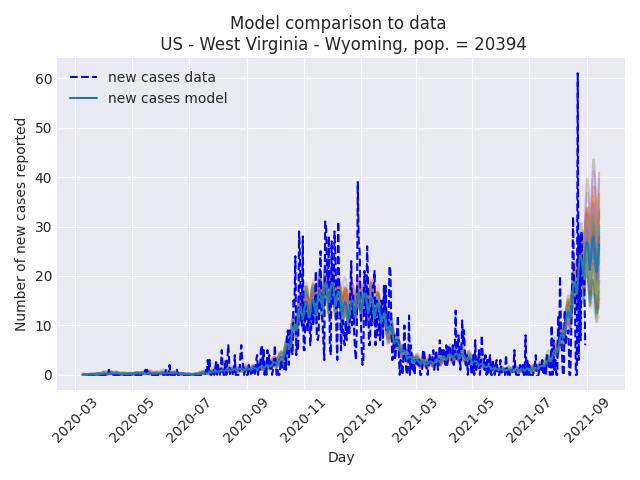 Model comparison to data
US - West Virginia - Wyoming, pop. = 20394
new cases data
new cases model
Number of new cases reported
60
50
40
30
20
10
0
2020-03
2020-05
2020-07
2020-09
2020-11
2021-01
2021-03
2021-05
2021-07
2021-09
Day